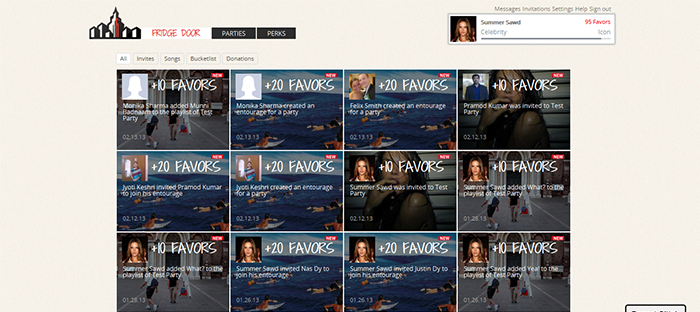 Messages Invitations Settings Help Sign out
FRIDGE DOOR PARTIES PERKS
Summer Sawd 95 Favors
Celebrity Icon
All Invites Songs Bucketlist Donations
NEW NEW NEW NEW
+10 FAVORS +20 FAVORS +20 FAVORS +10 FAVORS
Monika Sharma added Munni Monika Sharma created an Felix Smith created an Pramod Kumar was invited to Test
Badnaam to the playlist of Test entourage for a party entourage for a party Party
Party
02.13.13 02.13.13 02.13.13 02.12.13
NEW NEW NEW NEW
+20 FAVORS +20 FAVORS +10 FAVORS +10 FAVORS
Jyoti Keshri invited Pramod Kumar Jyoti Keshri created an entourage Summer Sawd was invited to Test Summer Sawd added What? to the
to join his entourage for a party Party playlist of Test Party
02.12.13 02.12.13 02.12.13 01.28.13
NEW NEW NEW NEW
+10 FAVORS +20 FAVORS +20 FAVORS +10 FAVORS
Summer Sawd added What? to the Summer Sawd invited Nas Dy to Summer Sawd invited Justin Dy to Summer Sawd added Yea! to the
playlist of Test Party join his entourage join his entourage playlist of Test Party
01.28.13 01.26.13 01.26.13 01.26.13